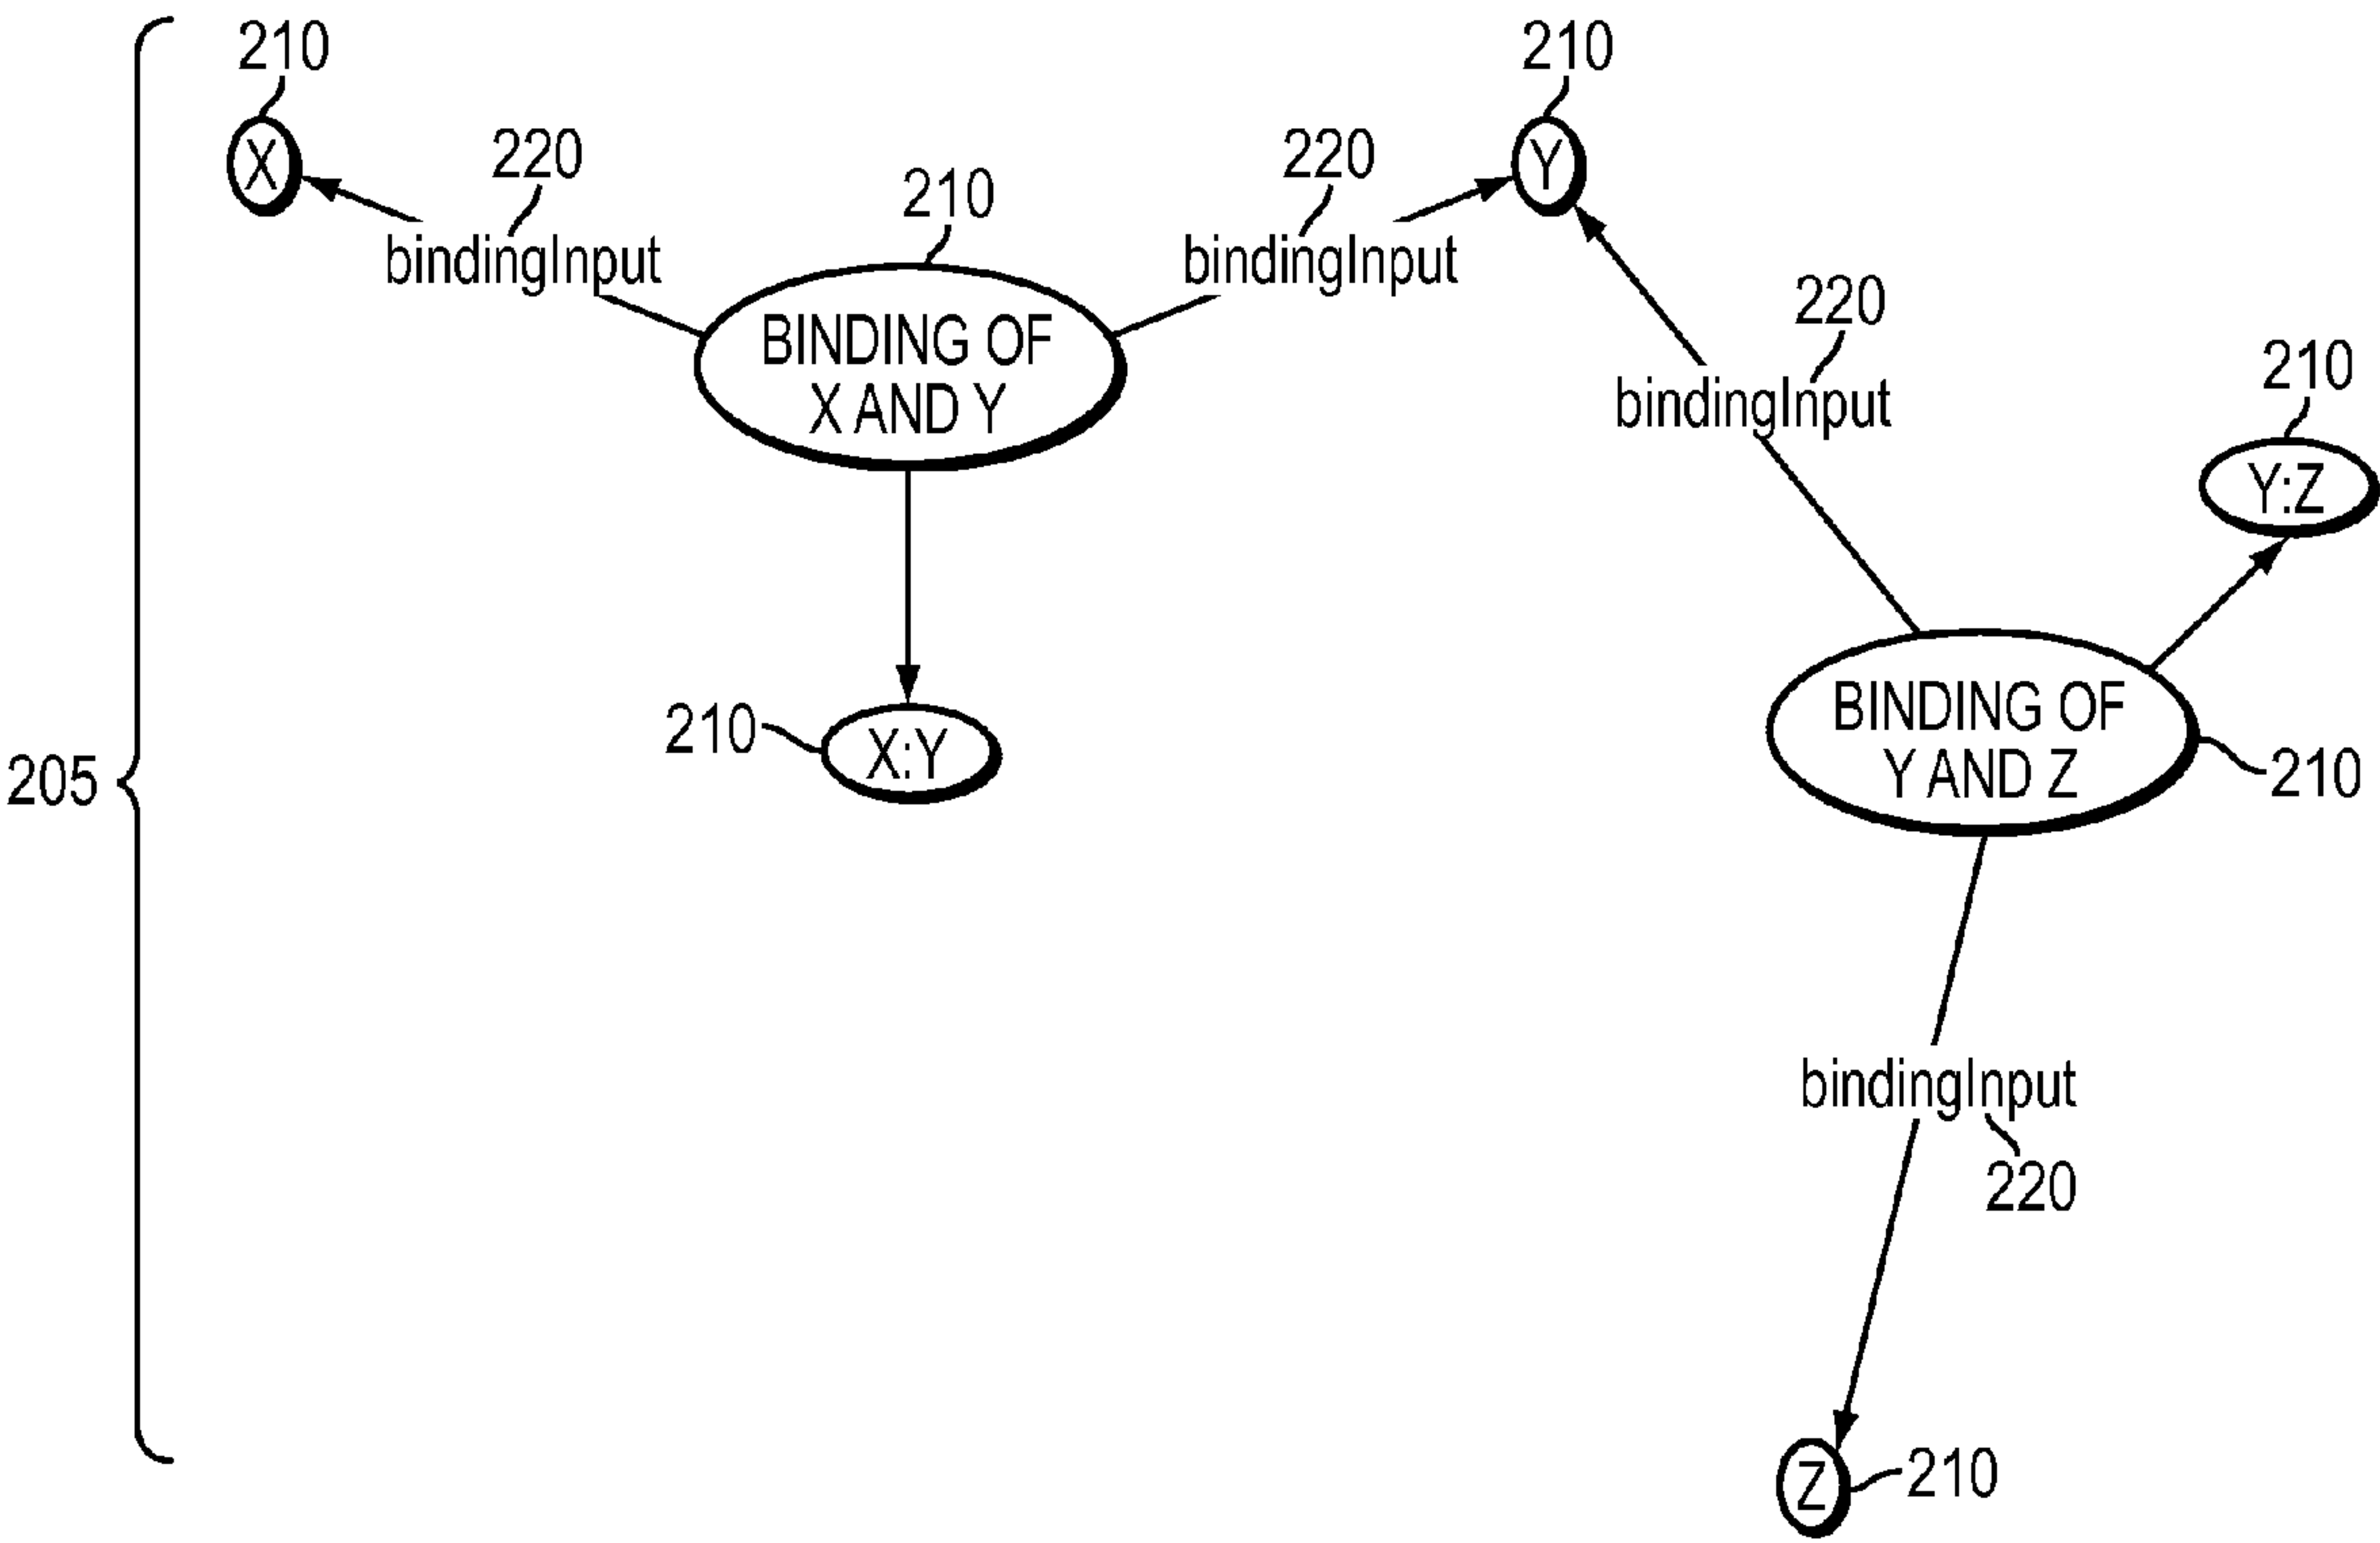 210
210
X
220
220
Y
210
bindingInput
bindingInput
220
BINDING OF
X AND Y
210
bindingInput
Y:Z
210
X:Y
BINDING OF
Y AND Z
205
210
bindingInput
220
Z
210